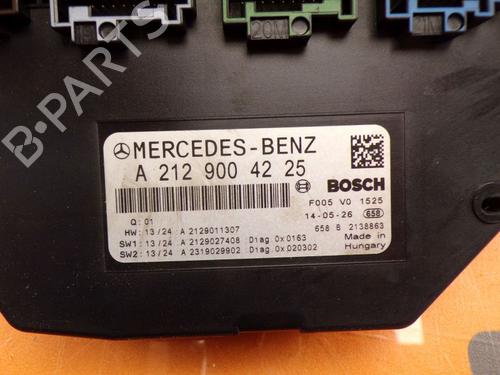 19
20M
21N
MERCEDES-BENZ
A 212 900 42 25
BOSCH
F005 V0 1525
14-05-26 658
Q: 01
HW: 13/24 A 2129011307
658 B 2138863
SW1: 13/24 A 2129027408 Diag.0x0163
Made in
SW2: 13/24 A 2319029902 Diag.0x020302
Hungary
B-PARTS